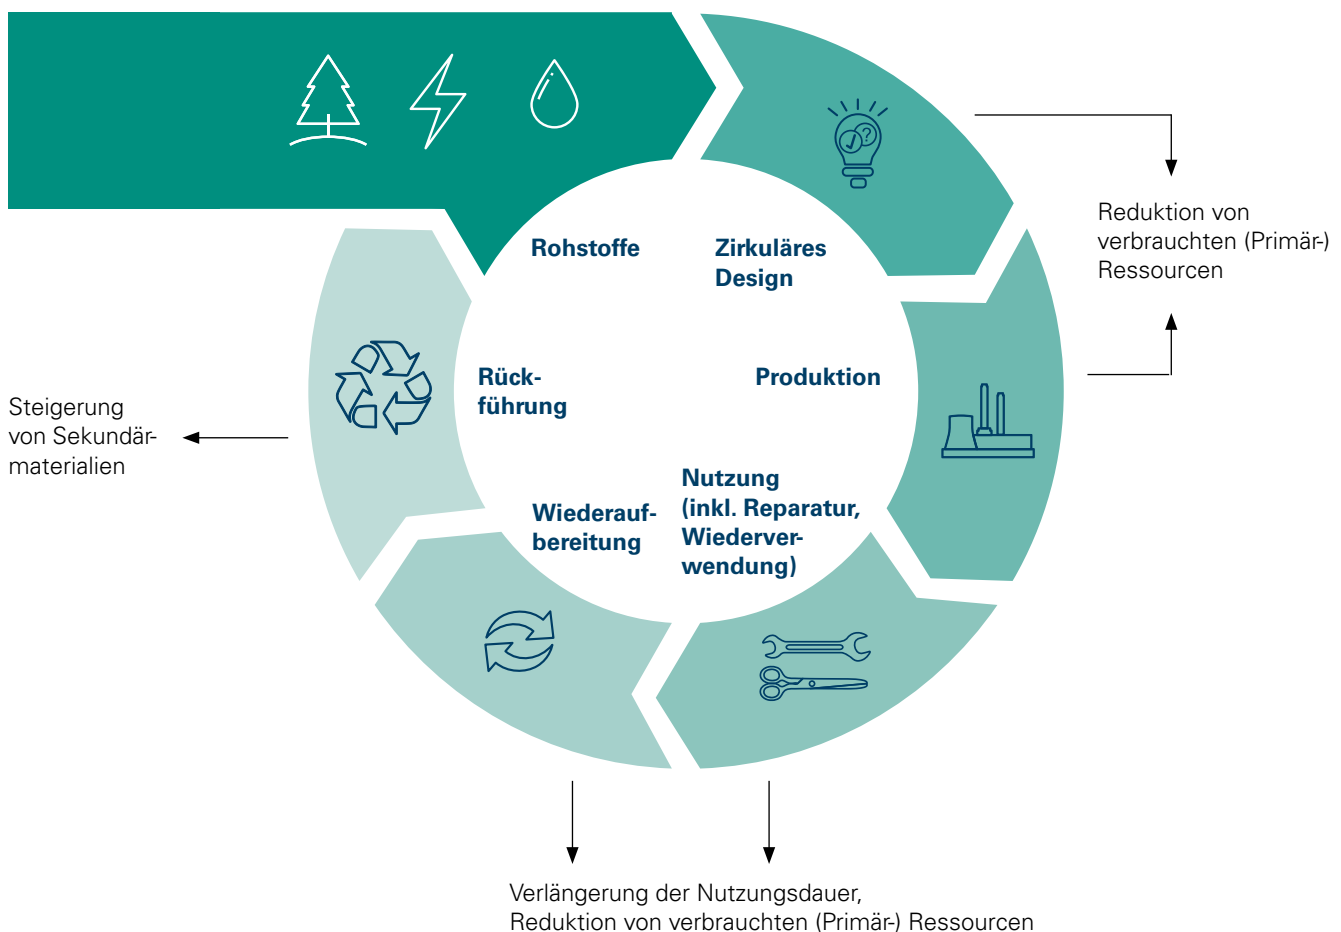 Rohstoffe
Zirkuläres
Design
Reduktion von
verbrauchten (Primär-)
Ressourcen
Produktion
Nutzung
(inkl. Reparatur,
Wiederver-
wendung)
Wiederauf-
bereitung
Rück-
führung
Steigerung
von Sekundär-
materialien
Verlängerung der Nutzungsdauer,
Reduktion von verbrauchten (Primär-) Ressourcen